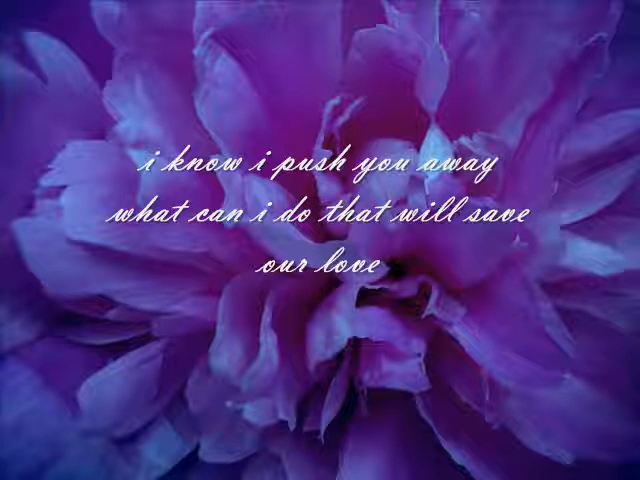 i know i push you away
what can i do that will save
our love